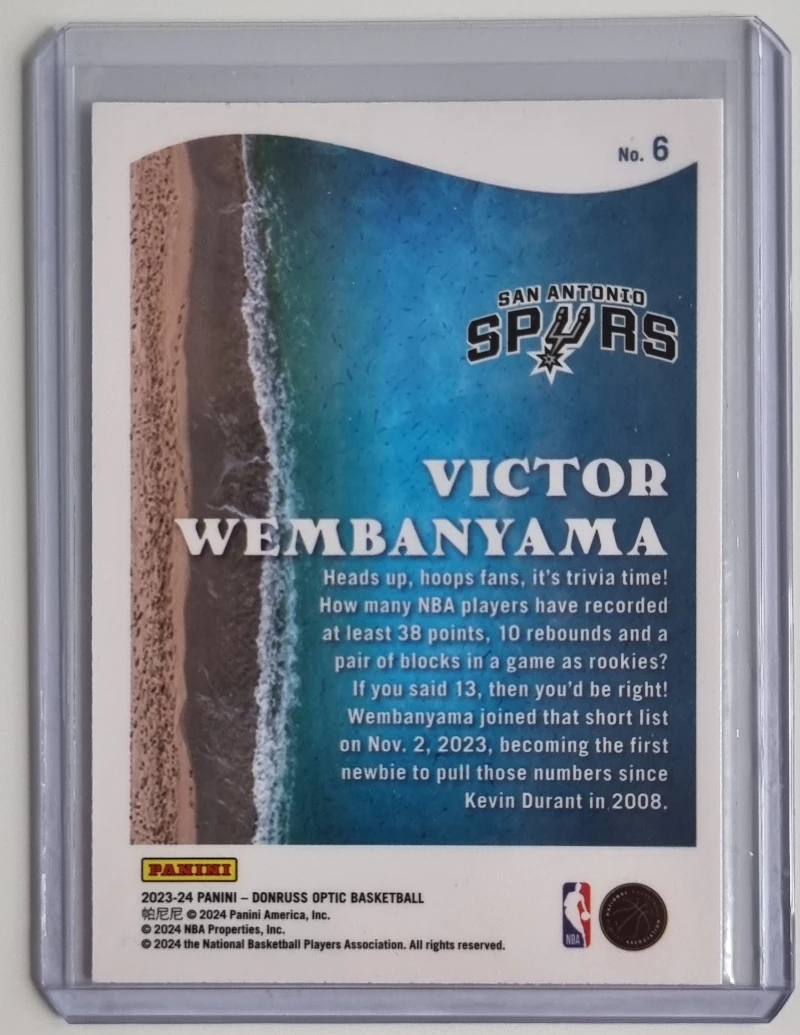 No. 6
SAN ANTONIO
SPURS
VICTOR
WEMBANYAMA
Heads up, hoops fans, it's trivia time!
How many NBA players have recorded
at least 38 points, 10 rebounds and a
pair of blocks in a game as rookies?
If you said 13, then you'd be right!
Wembanyama joined that short list
on Nov. 2, 2023, becoming the first
newbie to pull those numbers since
Kevin Durant in 2008.
PANINI
2023-24 PANINI – DONRUSS OPTIC BASKETBALL
帕尼尼 © 2024 Panini America, Inc.
© 2024 NBA Properties, Inc.
© 2024 the National Basketball Players Association. All rights reserved.
NBA
NATIONAL BASKETBALL
ASSOCIATION